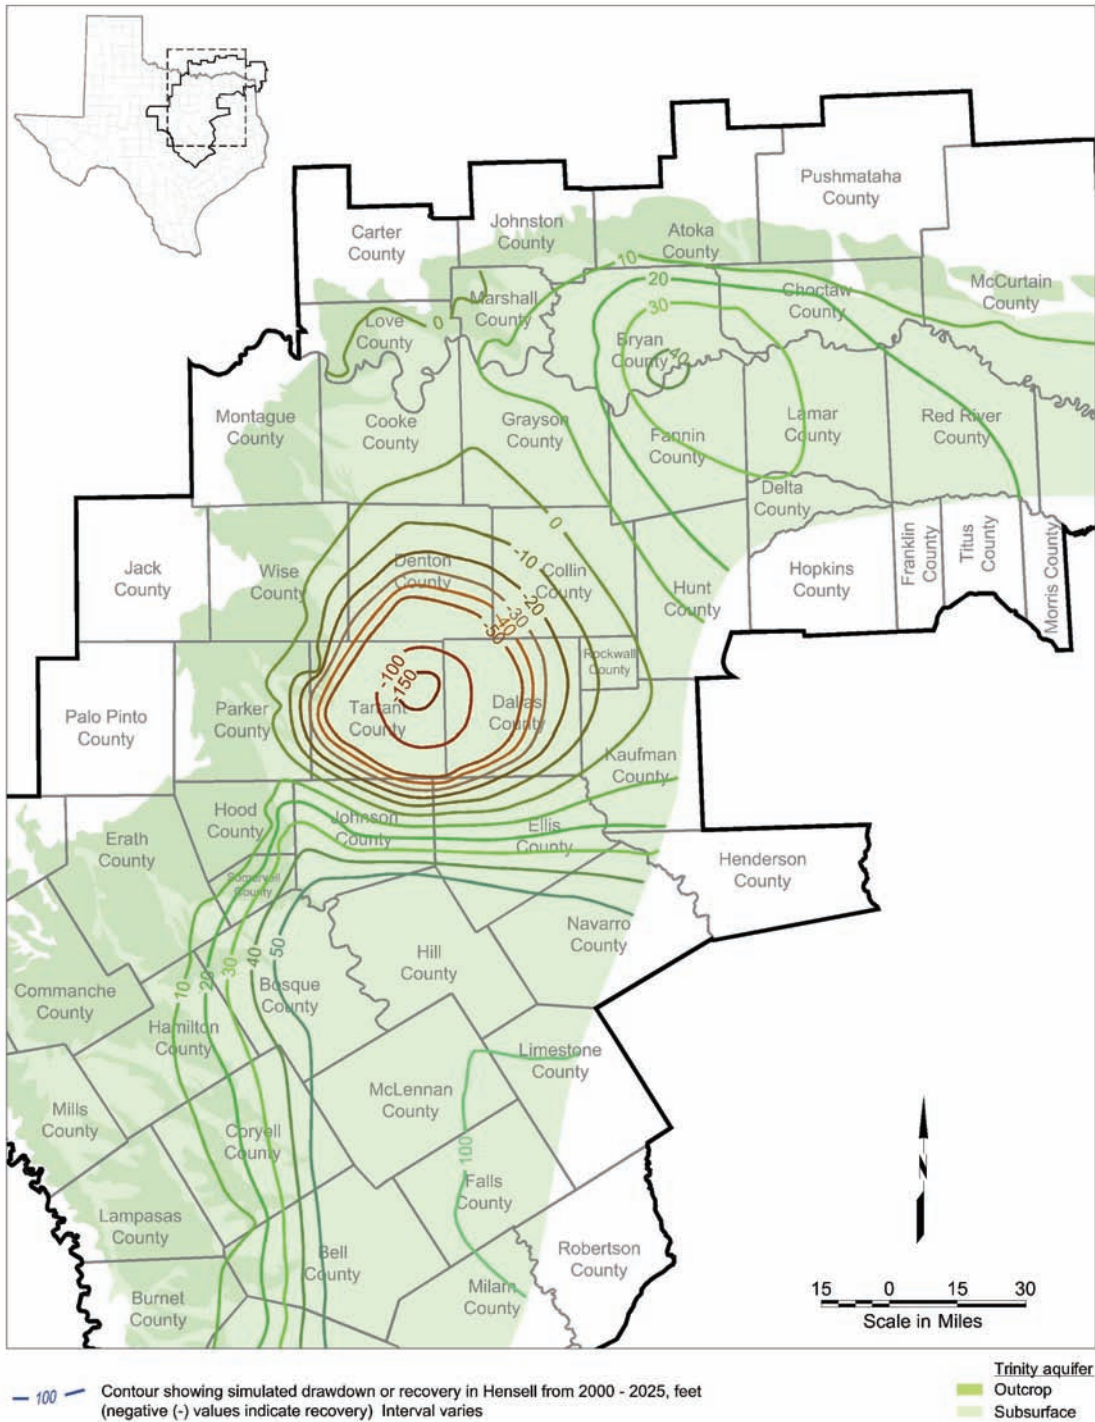 Pushmataha
County
Johnston
County
Atoka
County
Carter
County
McCurtain
County
Choctaw
County
Marshall
County
Love
County
Bryan
County
10
20
30
40
0
Montague
County
Cooke
County
Grayson
County
Fannin
County
Lamar
County
Red River
County
Delta
County
Jack
County
Wise
County
Denton
County
Collin
County
Hunt
County
Hopkins
County
Franklin
County
Titus
County
Morris County
0
-10
-20
-30
-40
-50
-100
-150
Rockwall
County
Palo Pinto
County
Parker
County
Tarrant
County
Dallas
County
Kaufman
County
Hood
County
Johnson
County
Ellis
County
Erath
County
Somervell
County
Henderson
County
Navarro
County
Hill
County
Bosque
County
10
20
30
40
50
Commanche
County
Hamilton
County
Limestone
County
McLennan
County
Mills
County
Coryell
County
100
Falls
County
Lampasas
County
Bell
County
Robertson
County
Milam
County
Burnet
County
N
15 0 15 30
Scale in Miles
100 Contour showing simulated drawdown or recovery in Hensell from 2000 - 2025, feet
(negative (-) values indicate recovery) Interval varies
Trinity aquifer
Outcrop
Subsurface